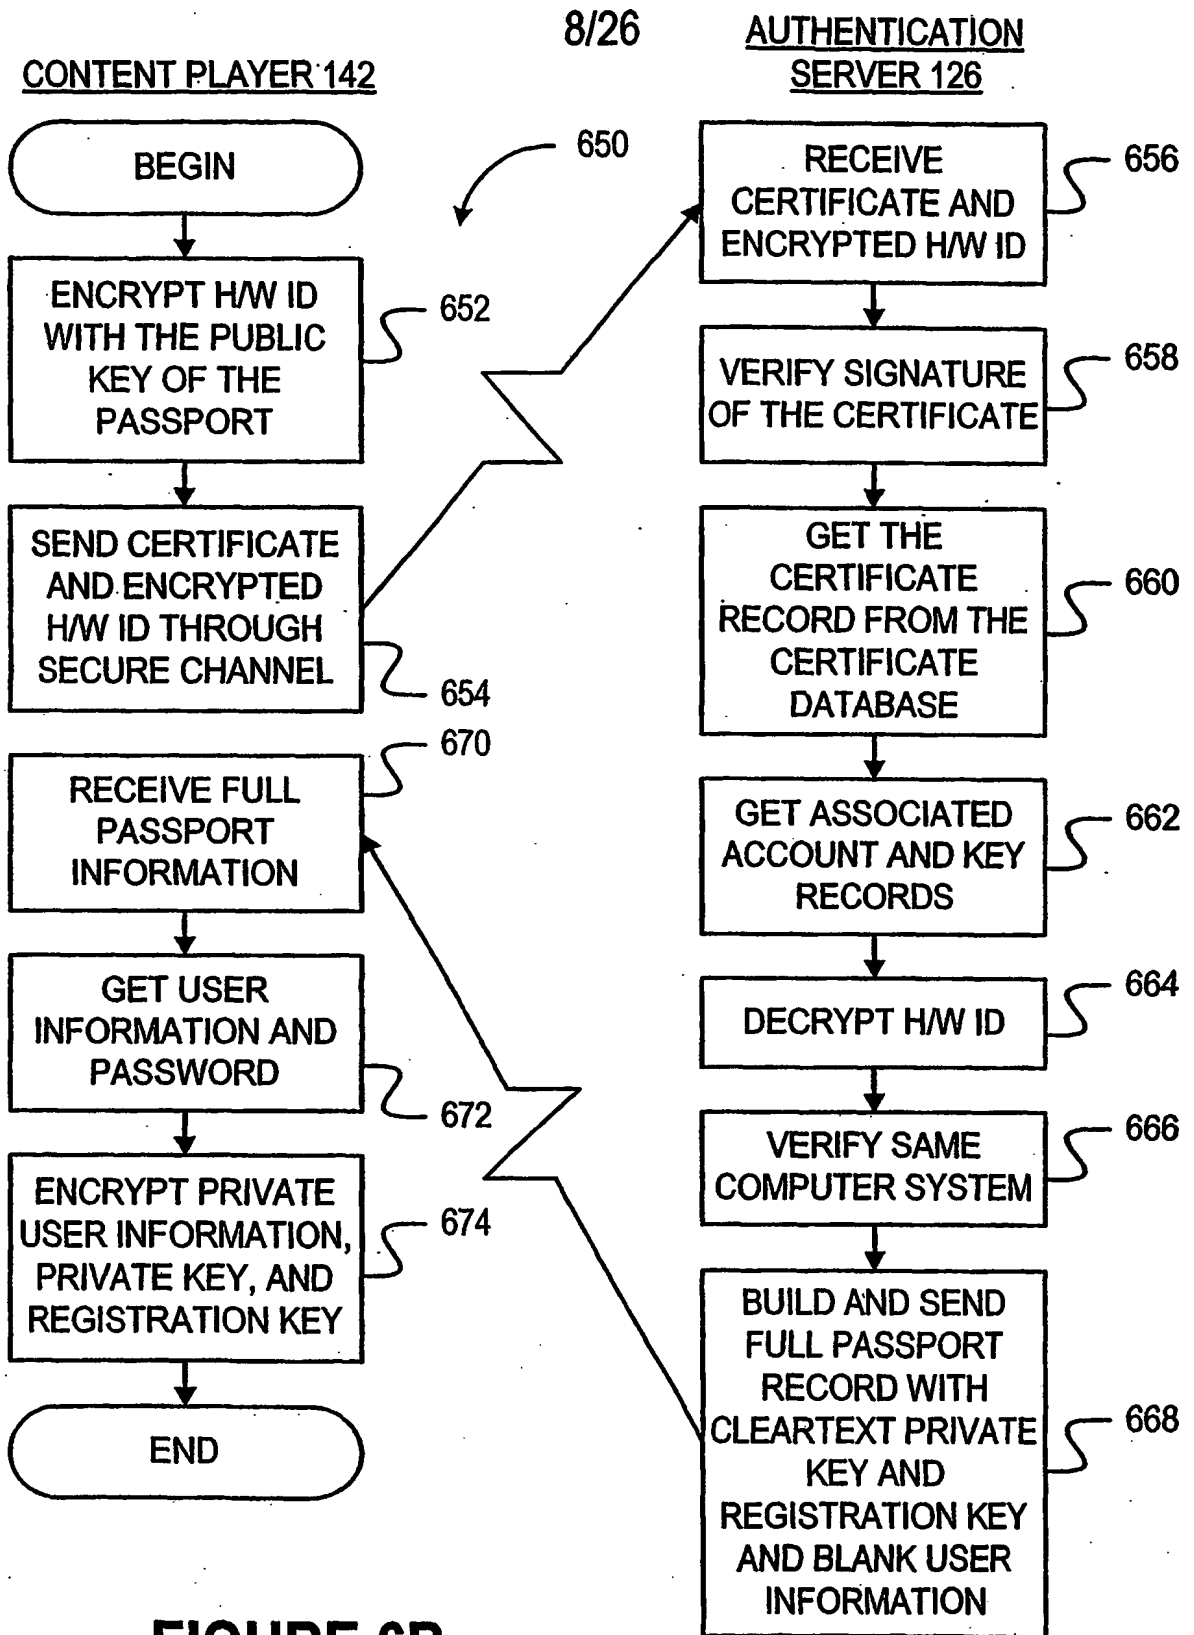 8/26
CONTENT PLAYER 142
BEGIN
650
ENCRYPT H/W ID
WITH THE PUBLIC
KEY OF THE
PASSPORT
652
SEND CERTIFICATE
AND ENCRYPTED
H/W ID THROUGH
SECURE CHANNEL
654
670
RECEIVE FULL
PASSPORT
INFORMATION
GET USER
INFORMATION AND
PASSWORD
672
ENCRYPT PRIVATE
USER INFORMATION,
PRIVATE KEY, AND
REGISTRATION KEY
674
END
AUTHENTICATION
SERVER 126
RECEIVE
CERTIFICATE AND
ENCRYPTED H/W ID
656
VERIFY SIGNATURE
OF THE CERTIFICATE
658
GET THE
CERTIFICATE
RECORD FROM THE
CERTIFICATE
DATABASE
660
GET ASSOCIATED
ACCOUNT AND KEY
RECORDS
662
DECRYPT H/W ID
664
VERIFY SAME
COMPUTER SYSTEM
666
BUILD AND SEND
FULL PASSPORT
RECORD WITH
CLEARTEXT PRIVATE
KEY AND
REGISTRATION KEY
AND BLANK USER
INFORMATION
668
FIGURE